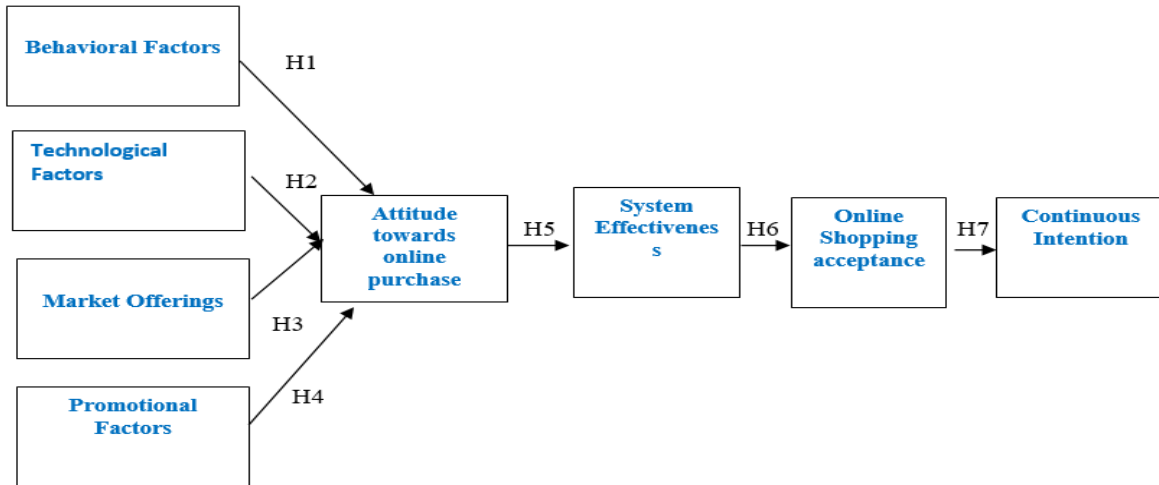 Behavioral Factors
H1
Technological
Factors
H2
Market Offerings
H3
Promotional
Factors
H4
Attitude
towards
online
purchase
H5
System
Effectivenes
s
H6
Online
Shopping
acceptance
H7
Continuous
Intention